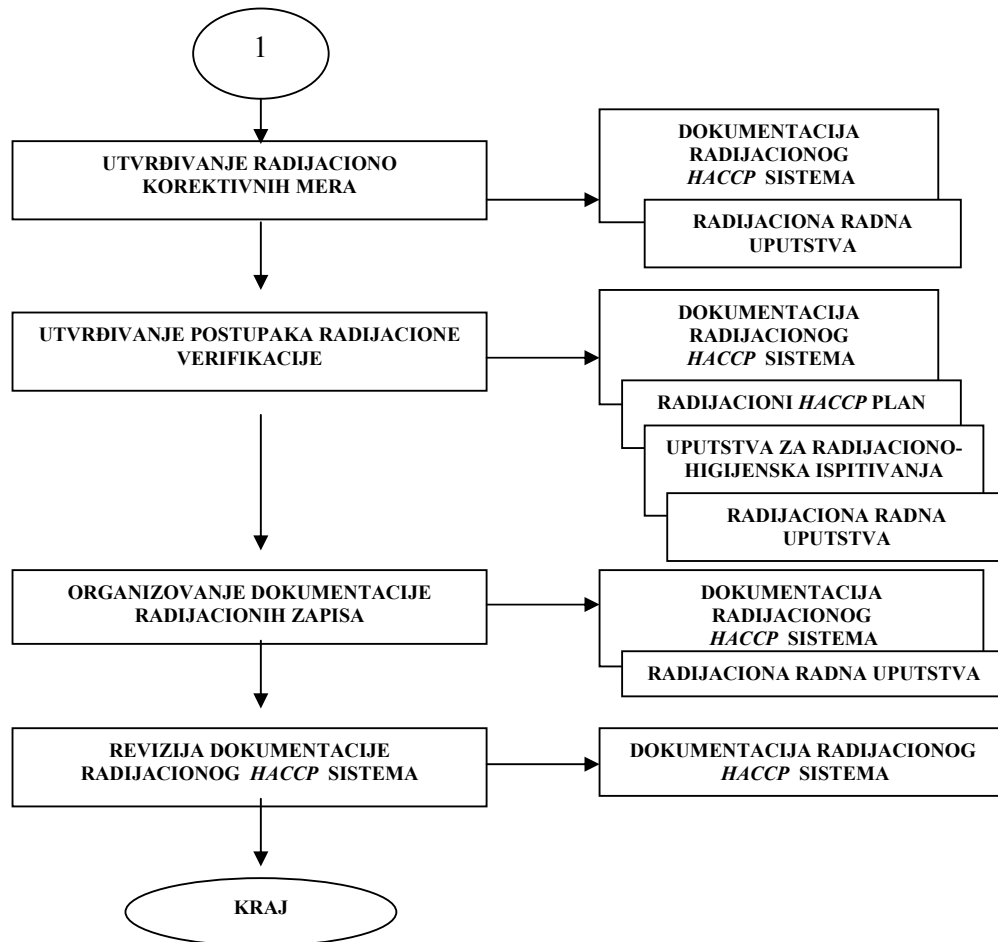 1
UTVRĐIVANJE RADIJACIONO
KOREKTIVNIH MERA
DOKUMENTACIJA
RADIJACIONOG
HACCP SISTEMA
RADIJACIONA RADNA
UPUTSTVA
UTVRĐIVANJE POSTUPAKA RADIJACIONE
VERIFIKACIJE
DOKUMENTACIJA
RADIJACIONOG
HACCP SISTEMA
RADIJACIONI HACCP PLAN
UPUTSTVA ZA RADIJACIONO-
HIGIJENSKA ISPITIVANJA
RADIJACIONA RADNA
UPUTSTVA
ORGANIZOVANJE DOKUMENTACIJE
RADIJACIONIH ZAPISA
DOKUMENTACIJA
RADIJACIONOG
HACCP SISTEMA
RADIJACIONA RADNA UPUTSTVA
REVIZIJA DOKUMENTACIJE
RADIJACIONOG HACCP SISTEMA
DOKUMENTACIJA RADIJACIONOG
HACCP SISTEMA
KRAJ